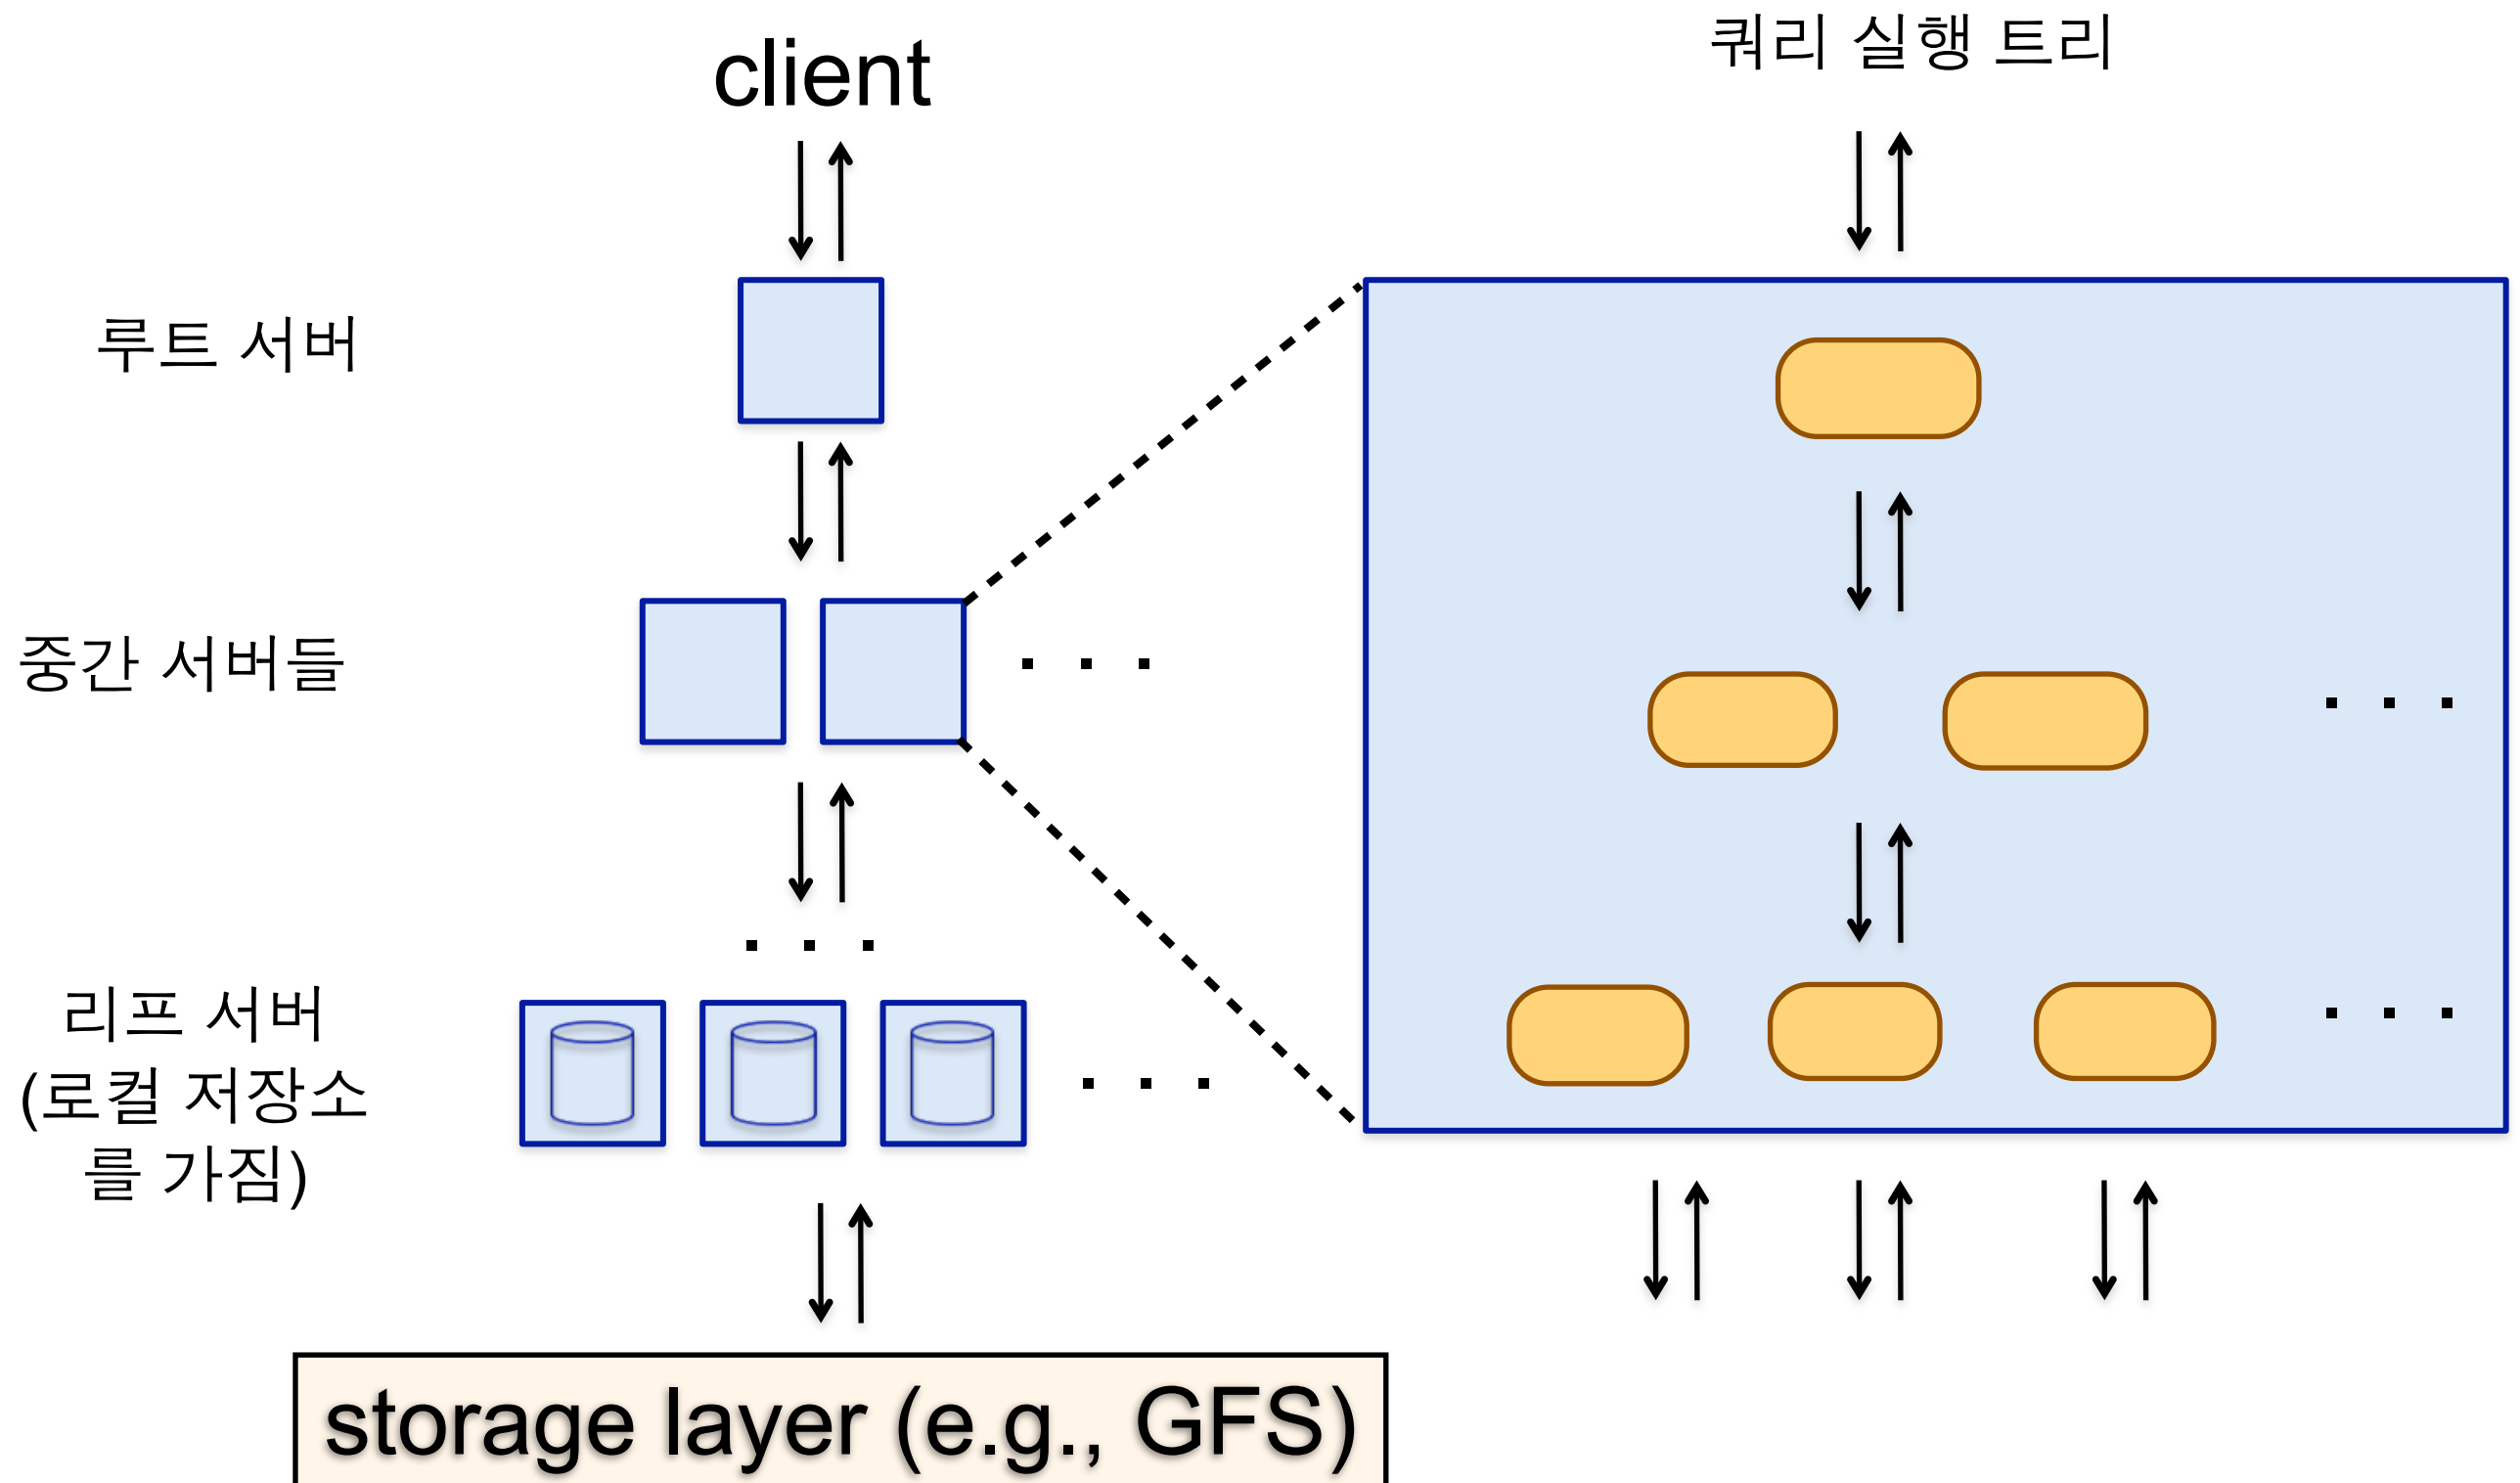 client
쿼리 실행 트리
루트 서버
중간 서버들
리프 서버
(로컬 저장소
를 가짐)
storage layer (e.g., GFS)